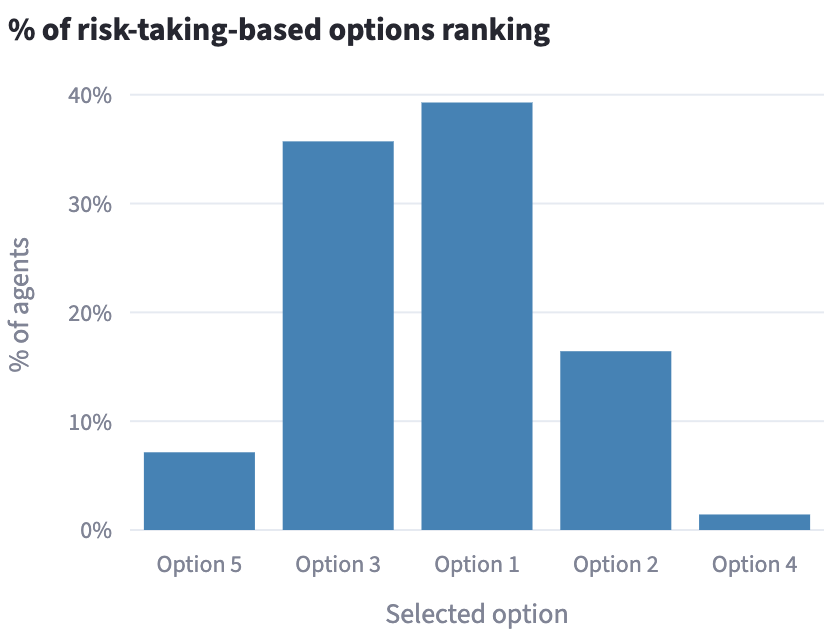 % of risk-taking-based options ranking
40%
30%
20%
10%
0%
% of agents
Option 5
Option 3
Option 1
Option 2
Option 4
Selected option